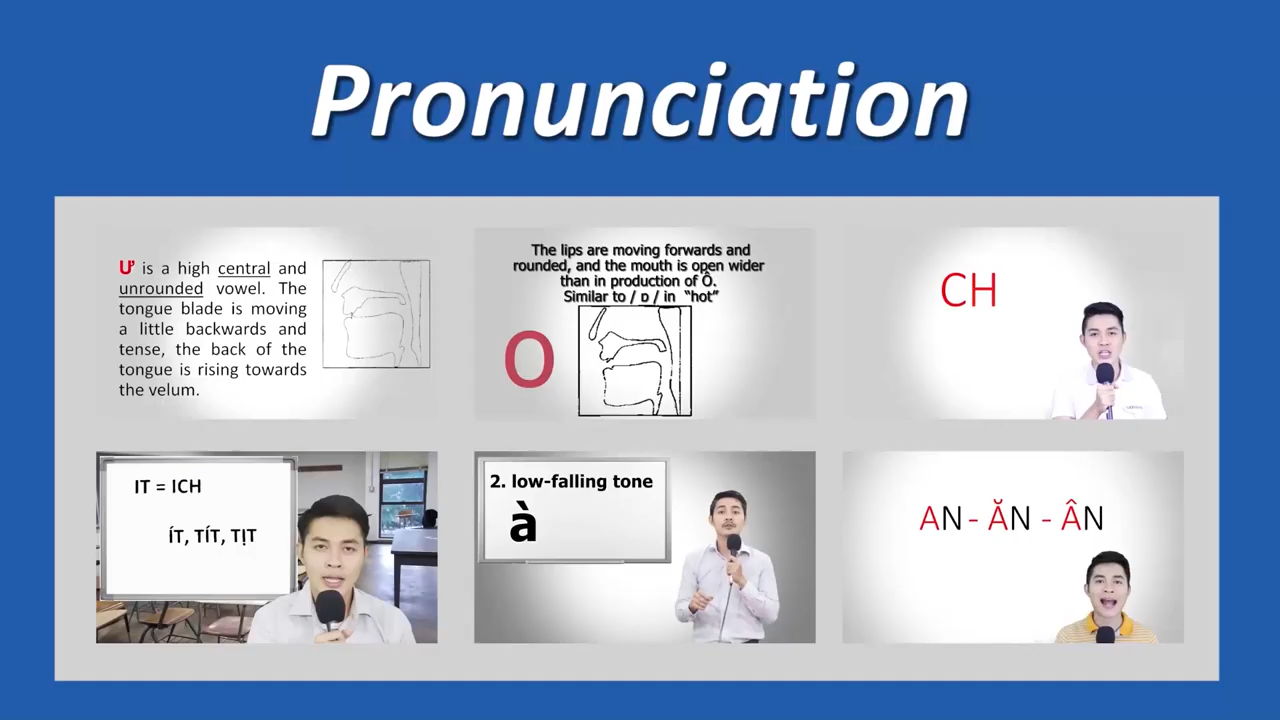 Pronunciation
Ư is a high central and
unrounded vowel. The
tongue blade is moving
a little backwards and
tense, the back of the
tongue is rising towards
the velum.
The lips are moving forwards and
rounded, and the mouth is open wider
than in production of Ô.
Similar to / ɒ / in "hot"
O
CH
IT = ICH
ÍT, TÍT, TỊT
2. low-falling tone
à
AN - ĂN - ÂN